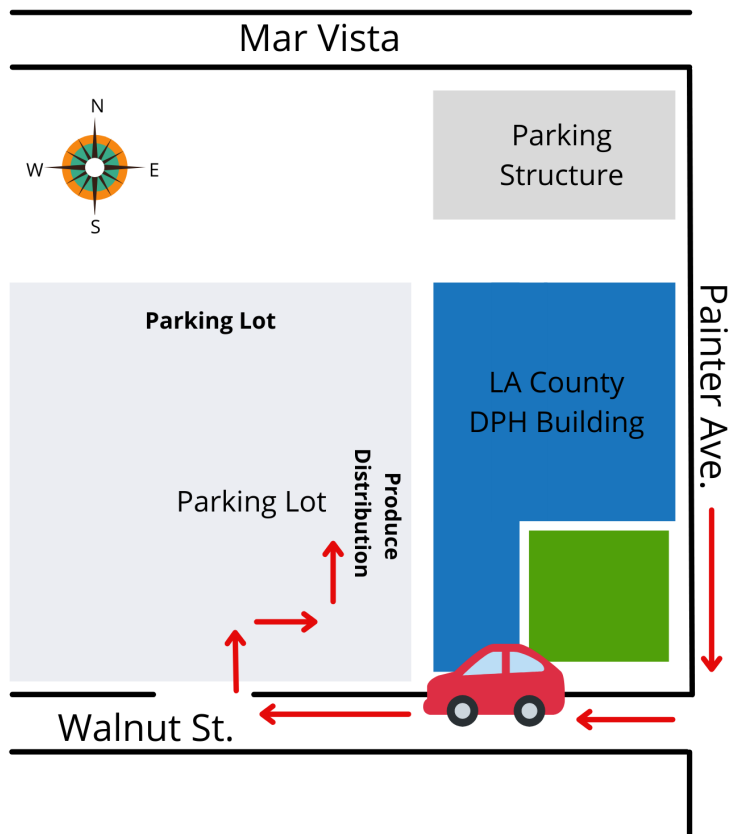 Mar Vista
N
W
E
S
Parking
Structure
Parking Lot
LA County
DPH Building
Painter Ave.
Parking Lot
Produce
Distribution
Walnut St.